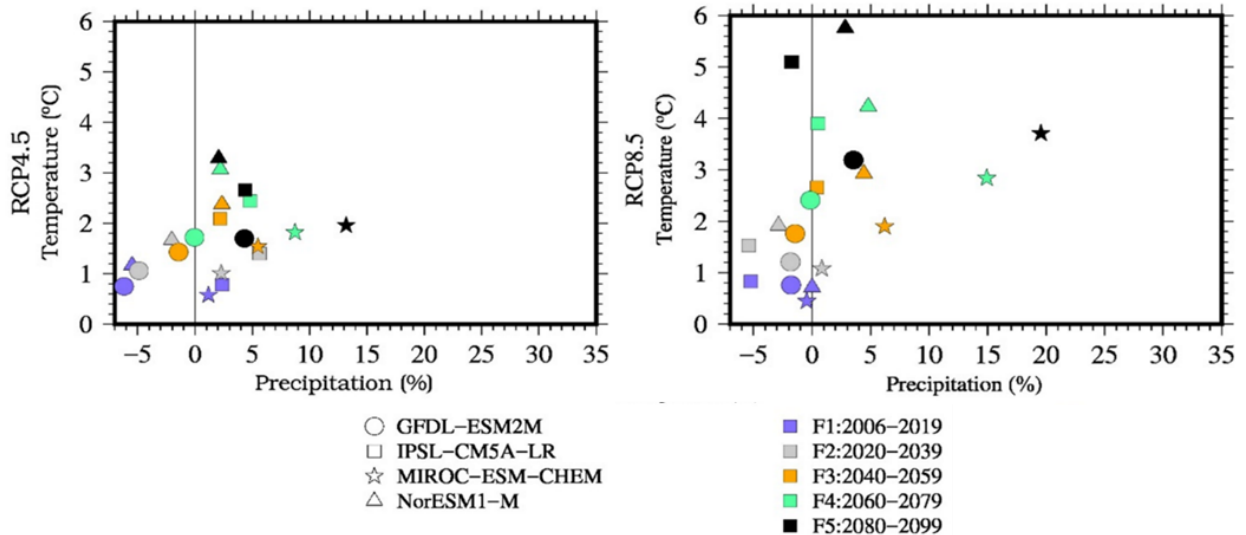 RCP4.5
Temperature (ºC)
6
5
4
3
2
1
0
−5 0 5 10 15 20 25 30 35
Precipitation (%)
RCP8.5
Temperature (ºC)
6
5
4
3
2
1
0
−5 0 5 10 15 20 25 30 35
Precipitation (%)
GFDL−ESM2M
IPSL−CM5A−LR
MIROC−ESM−CHEM
NorESM1−M
F1:2006−2019
F2:2020−2039
F3:2040−2059
F4:2060−2079
F5:2080−2099